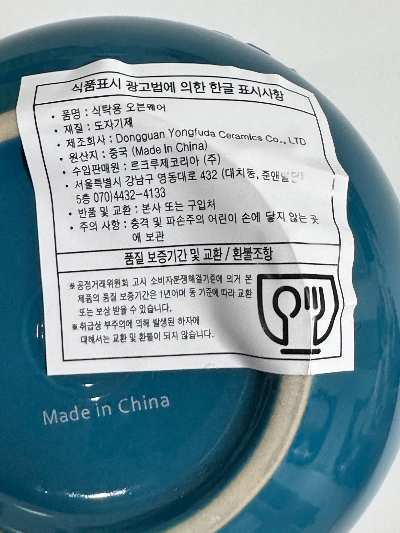 식품표시 광고법에 의한 한글 표시사항
• 품명 : 식탁용 오븐웨어
• 재질 : 도자기제
• 제조회사 : Dongguan Yongfuda Ceramics Co., LTD
• 원산지 : 중국 (Made In China)
• 수입판매원 : 르크루제코리아 (주)
• 서울특별시 강남구 영동대로 432 (대치동, 준앤빌딩
5층 070)4432-4133
• 반품 및 교환 : 본사 또는 구입처
• 주의 사항 : 충격 및 파손주의 어린이 손에 닿지 않는 곳
에 보관
품질 보증기간 및 교환 / 환불조항
※공정거래위원회 고시 소비자분쟁해결기준에 의거 본
제품의 품질 보증기간은 1년이며 동 기준에 따라 교환
또는 보상 받을 수 있습니다.
※취급상 부주의에 의해 발생된 하자에
대해서는 교환 및 환불이 되지 않습니다.
Made in China